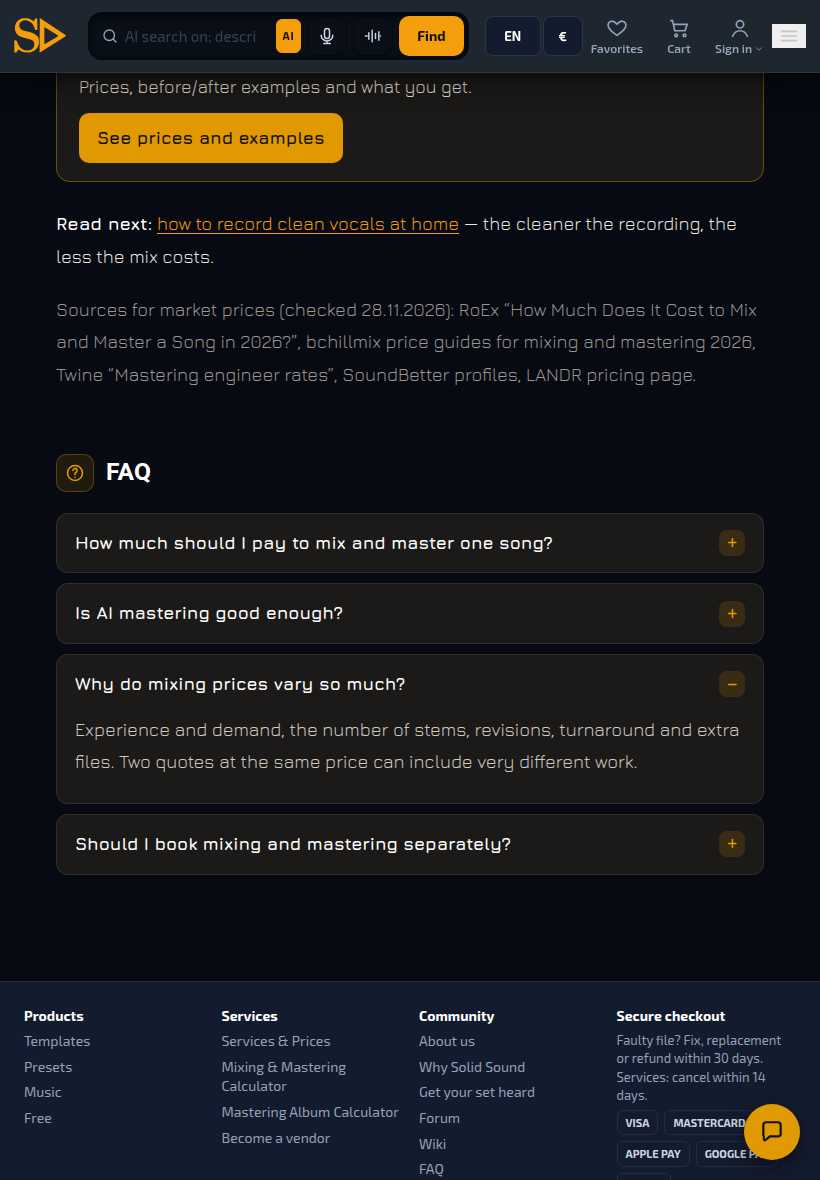 SD
AI search on: descri
AI
Find
EN
€
Favorites
Cart
Sign in
Prices, before/after examples and what you get.
See prices and examples
Read next: how to record clean vocals at home — the cleaner the recording, the
less the mix costs.
Sources for market prices (checked 28.11.2026): RoEx “How Much Does It Cost to Mix
and Master a Song in 2026?”, bchillmix price guides for mixing and mastering 2026,
Twine “Mastering engineer rates”, SoundBetter profiles, LANDR pricing page.
FAQ
How much should I pay to mix and master one song?
+
Is AI mastering good enough?
+
Why do mixing prices vary so much?
−
Experience and demand, the number of stems, revisions, turnaround and extra
files. Two quotes at the same price can include very different work.
Should I book mixing and mastering separately?
+
Products
Templates
Presets
Music
Free
Services
Services & Prices
Mixing & Mastering
Calculator
Mastering Album Calculator
Become a vendor
Community
About us
Why Solid Sound
Get your set heard
Forum
Wiki
FAQ
Secure checkout
Faulty file? Fix, replacement
or refund within 30 days.
Services: cancel within 14
days.
VISA
MASTERCARD
APPLE PAY
GOOGLE